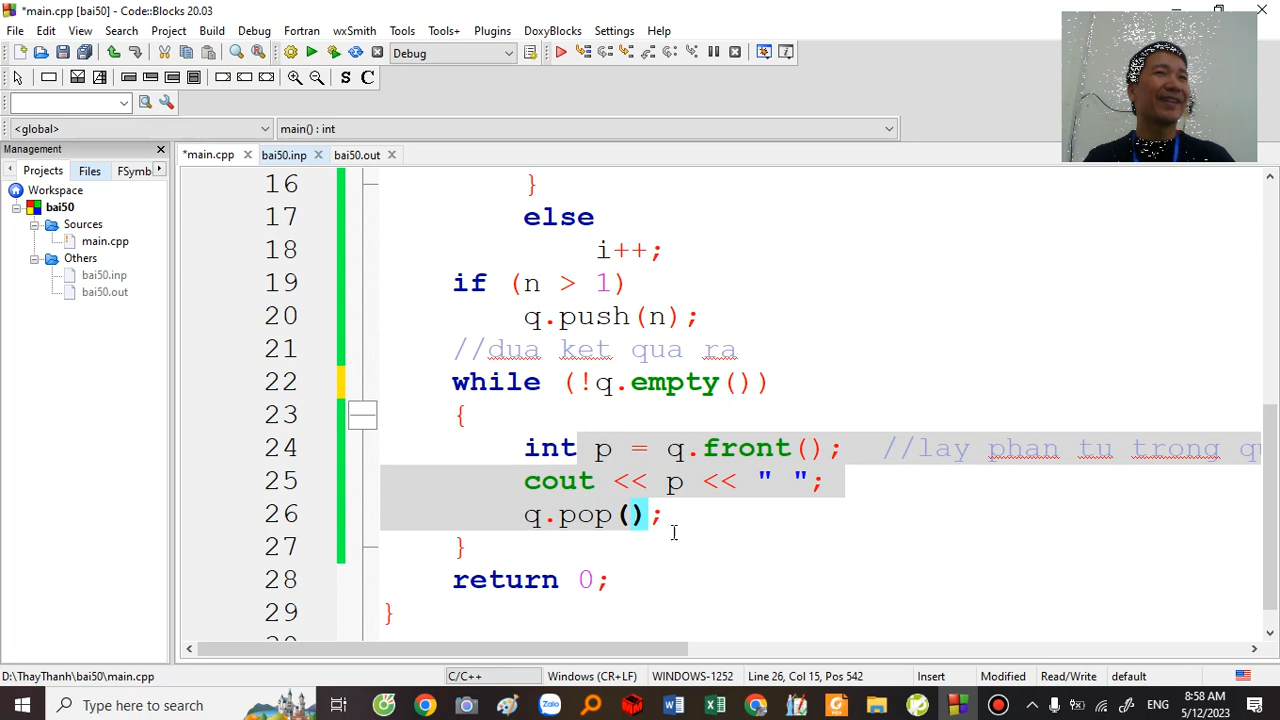 *main.cpp [bai50] - Code::Blocks 20.03
File Edit View Search Project Build Debug Fortran wxSmith Tools Tools+ Plugins DoxyBlocks Settings Help
Debug
S C
<global> main() : int
Management
*main.cpp bai50.inp bai50.out
Projects Files FSymb
Workspace
bai50
Sources
main.cpp
Others
bai50.inp
bai50.out
16 }
17 else
18 i++;
19 if (n > 1)
20 q.push(n);
21 //dua ket qua ra
22 while (!q.empty())
23 {
24 int p = q.front(); //lay phan tu trong q
25 cout << p << " ";
26 q.pop();
27 }
28 return 0;
29 }
D:\ThayThanh\bai50\main.cpp C/C++ Windows (CR+LF) WINDOWS-1252 Line 26, Col 15, Pos 542 Insert Modified Read/Write default
Type here to search
Zalo
ENG
8:58 AM
5/12/2023